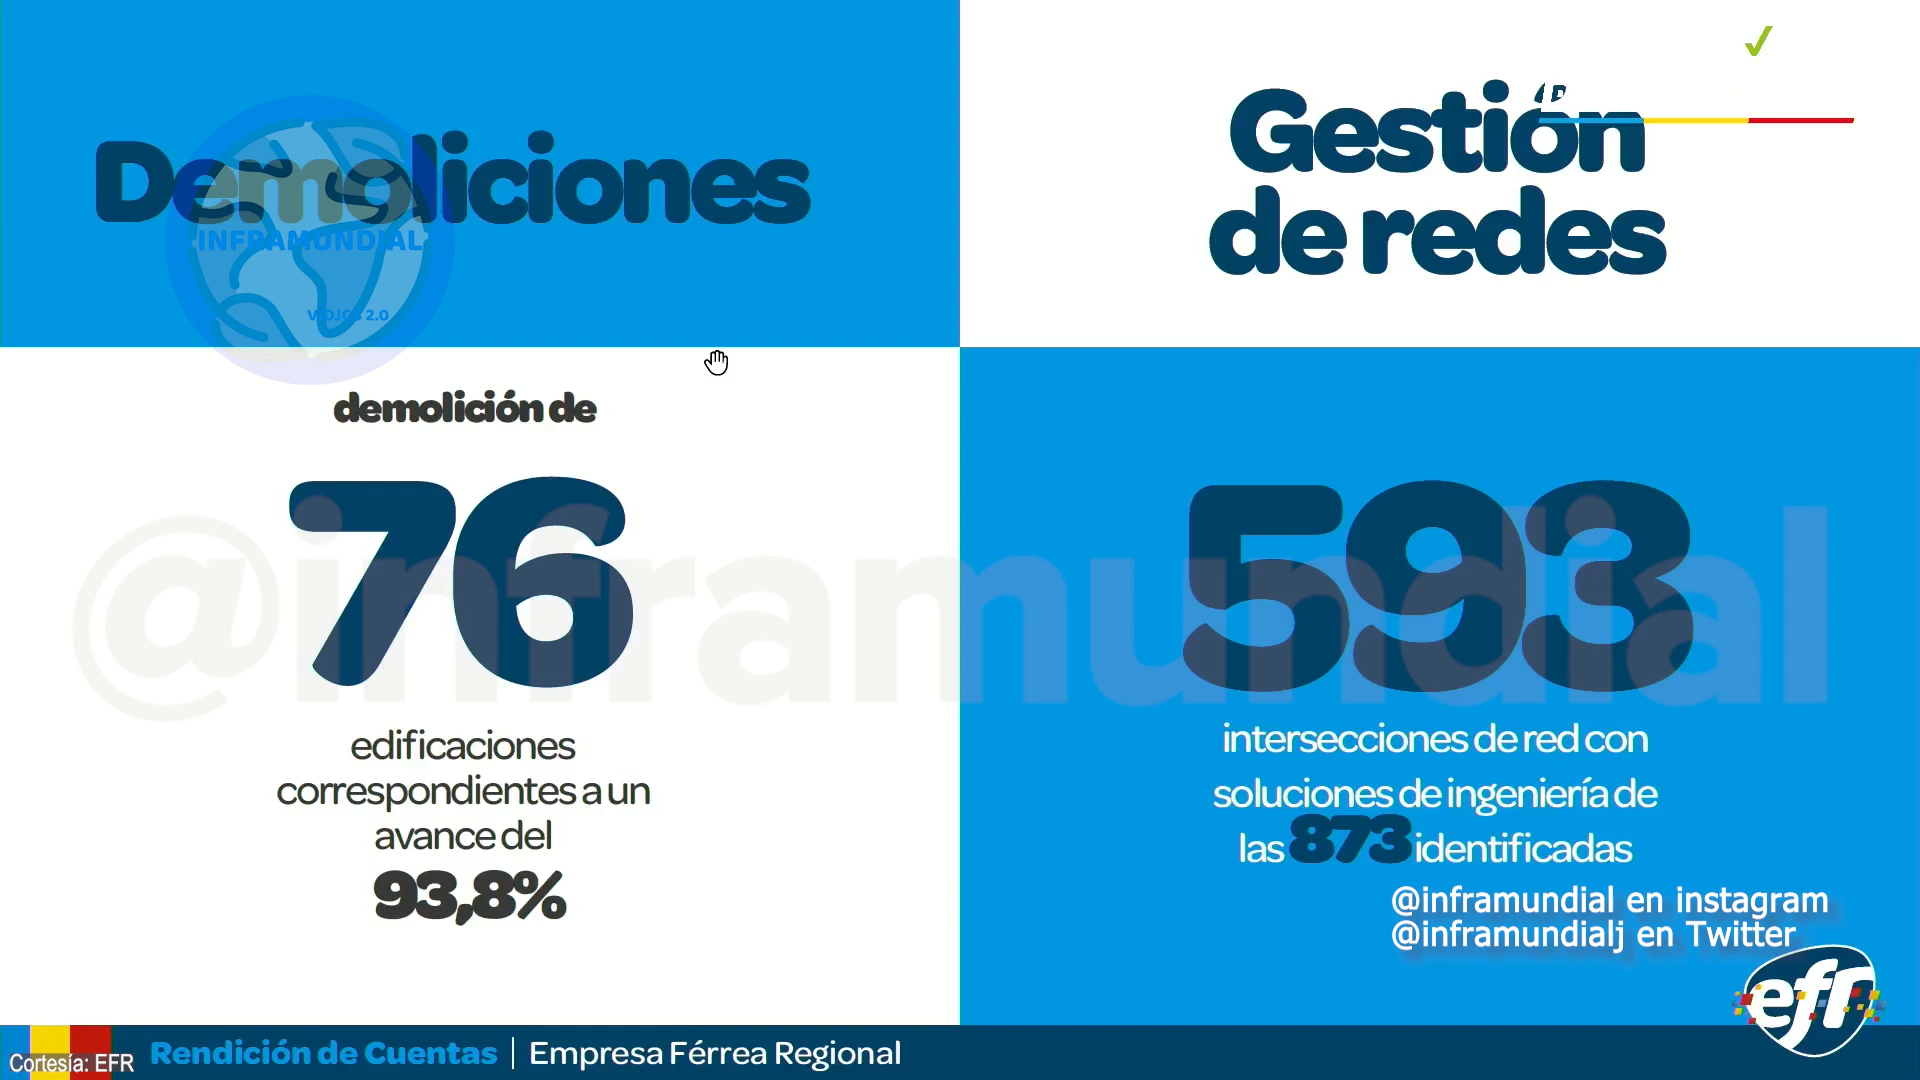 Demoliciones
INFRAMUNDIAL
Gestión
de redes
demolición de
76
edificaciones
correspondientes a un
avance del
93,8%
@inframundial
593
intersecciones de red con
soluciones de ingeniería de
las 873 identificadas
@inframundial en instagram
@inframundialj en Twitter
efr
Cortesía: EFR
Rendición de Cuentas | Empresa Férrea Regional